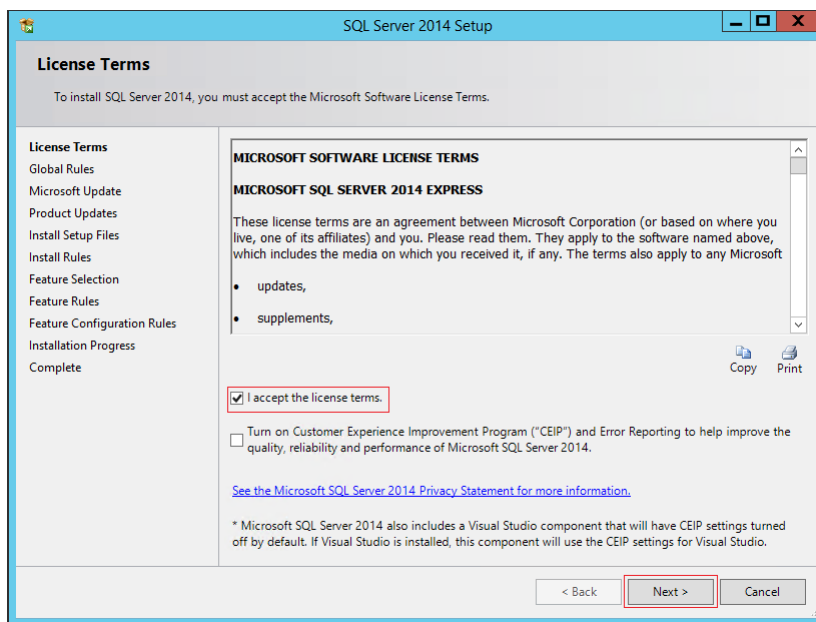 SQL Server 2014 Setup
License Terms
To install SQL Server 2014, you must accept the Microsoft Software License Terms.
License Terms
Global Rules
Microsoft Update
Product Updates
Install Setup Files
Install Rules
Feature Selection
Feature Rules
Feature Configuration Rules
Installation Progress
Complete
MICROSOFT SOFTWARE LICENSE TERMS
MICROSOFT SQL SERVER 2014 EXPRESS
These license terms are an agreement between Microsoft Corporation (or based on where you
live, one of its affiliates) and you. Please read them. They apply to the software named above,
which includes the media on which you received it, if any. The terms also apply to any Microsoft
• updates,
• supplements,
Copy Print
I accept the license terms.
Turn on Customer Experience Improvement Program ("CEIP") and Error Reporting to help improve the
quality, reliability and performance of Microsoft SQL Server 2014.
See the Microsoft SQL Server 2014 Privacy Statement for more information.
* Microsoft SQL Server 2014 also includes a Visual Studio component that will have CEIP settings turned
off by default. If Visual Studio is installed, this component will use the CEIP settings for Visual Studio.
< Back Next > Cancel